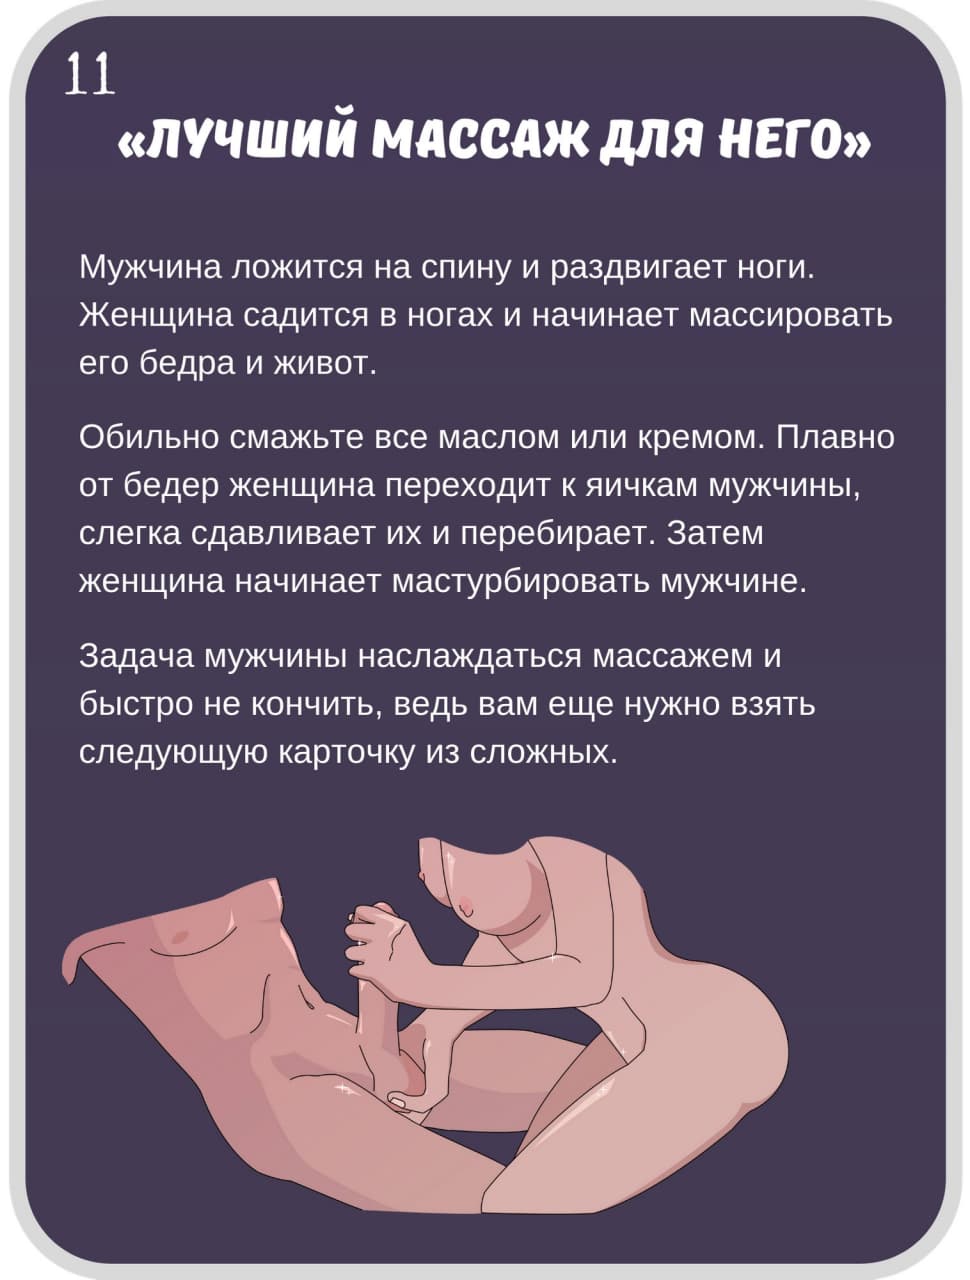 11
«ЛУЧШИЙ МАССАЖ ДЛЯ НЕГО»
Мужчина ложится на спину и раздвигает ноги.
Женщина садится в ногах и начинает массировать
его бедра и живот.
Обильно смажьте все маслом или кремом. Плавно
от бедер женщина переходит к яичкам мужчины,
слегка сдавливает их и перебирает. Затем
женщина начинает мастурбировать мужчине.
Задача мужчины наслаждаться массажем и
быстро не кончить, ведь вам еще нужно взять
следующую карточку из сложных.